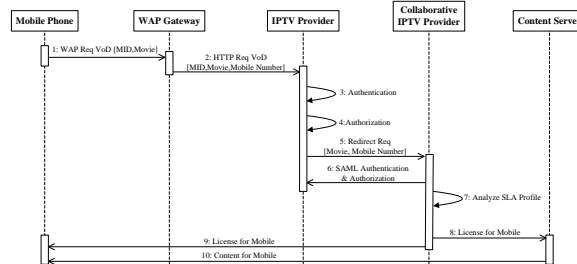 Mobile Phone
WAP Gateway
IPTV Provider
Collaborative
IPTV Provider
Content Server
1: WAP Req VoD [MID,Movie]
2: HTTP Req VoD
[MID,Movie,Mobile Number]
3: Authentication
4:Authorization
5: Redirect Req
[Movie, Mobile Number]
6: SAML Authentication
& Authorization
7: Analyze SLA Profile
8: License for Mobile
9: License for Mobile
10: Content for Mobile